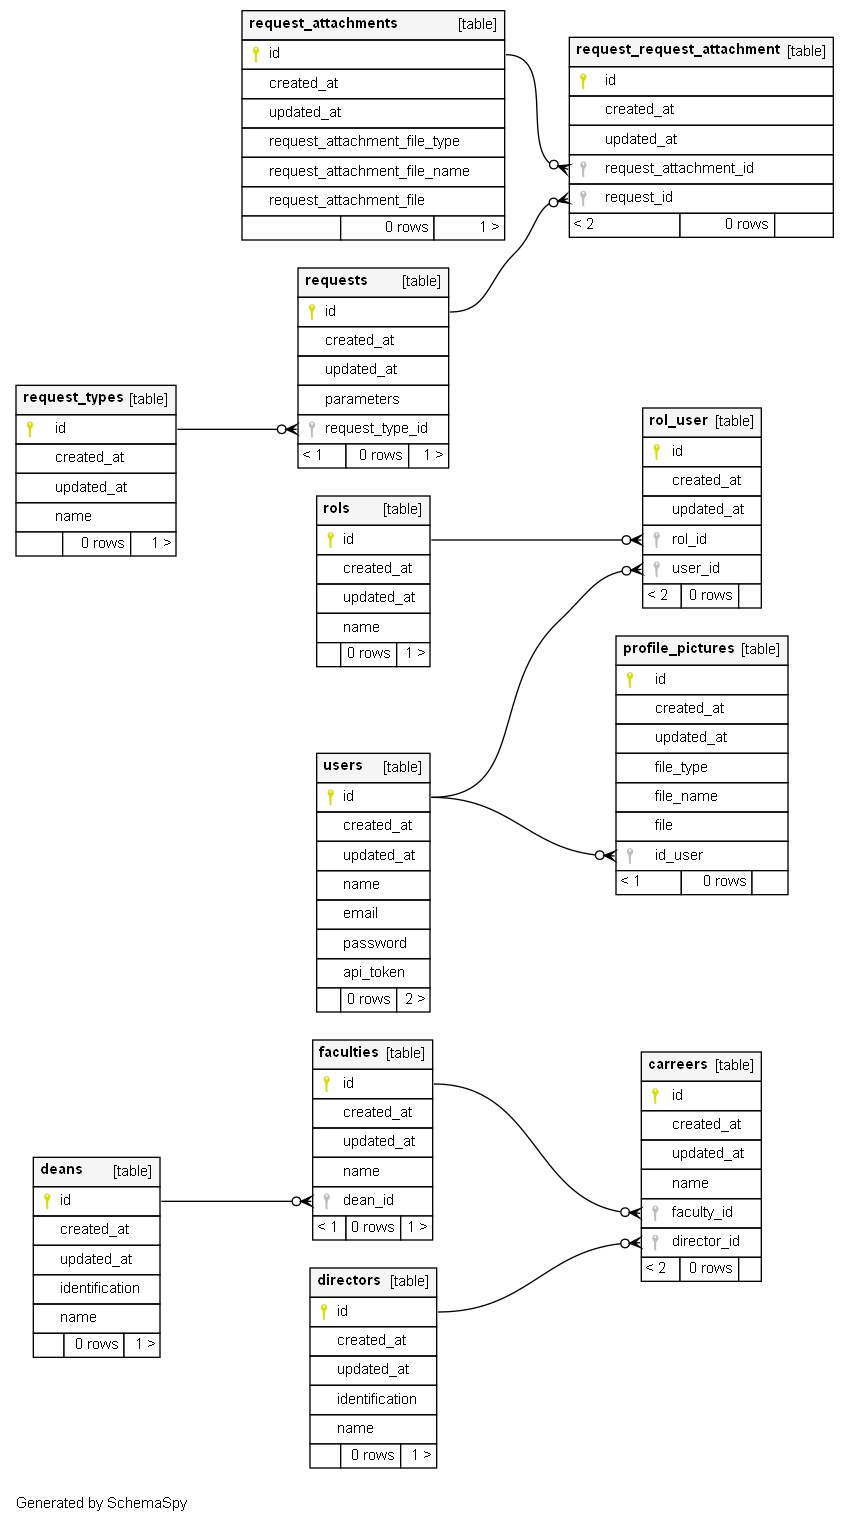 request_attachments [table]
id
created_at
updated_at
request_attachment_file_type
request_attachment_file_name
request_attachment_file
0 rows 1 >
request_request_attachment [table]
id
created_at
updated_at
request_attachment_id
request_id
< 2 0 rows
requests [table]
id
created_at
updated_at
parameters
request_type_id
< 1 0 rows 1 >
request_types [table]
id
created_at
updated_at
name
0 rows 1 >
rol_user [table]
id
created_at
updated_at
rol_id
user_id
< 2 0 rows
rols [table]
id
created_at
updated_at
name
0 rows 1 >
profile_pictures [table]
id
created_at
updated_at
file_type
file_name
file
id_user
< 1 0 rows
users [table]
id
created_at
updated_at
name
email
password
api_token
0 rows 2 >
faculties [table]
id
created_at
updated_at
name
dean_id
< 1 0 rows 1 >
carreers [table]
id
created_at
updated_at
name
faculty_id
director_id
< 2 0 rows
deans [table]
id
created_at
updated_at
identification
name
0 rows 1 >
directors [table]
id
created_at
updated_at
identification
name
0 rows 1 >
Generated by SchemaSpy